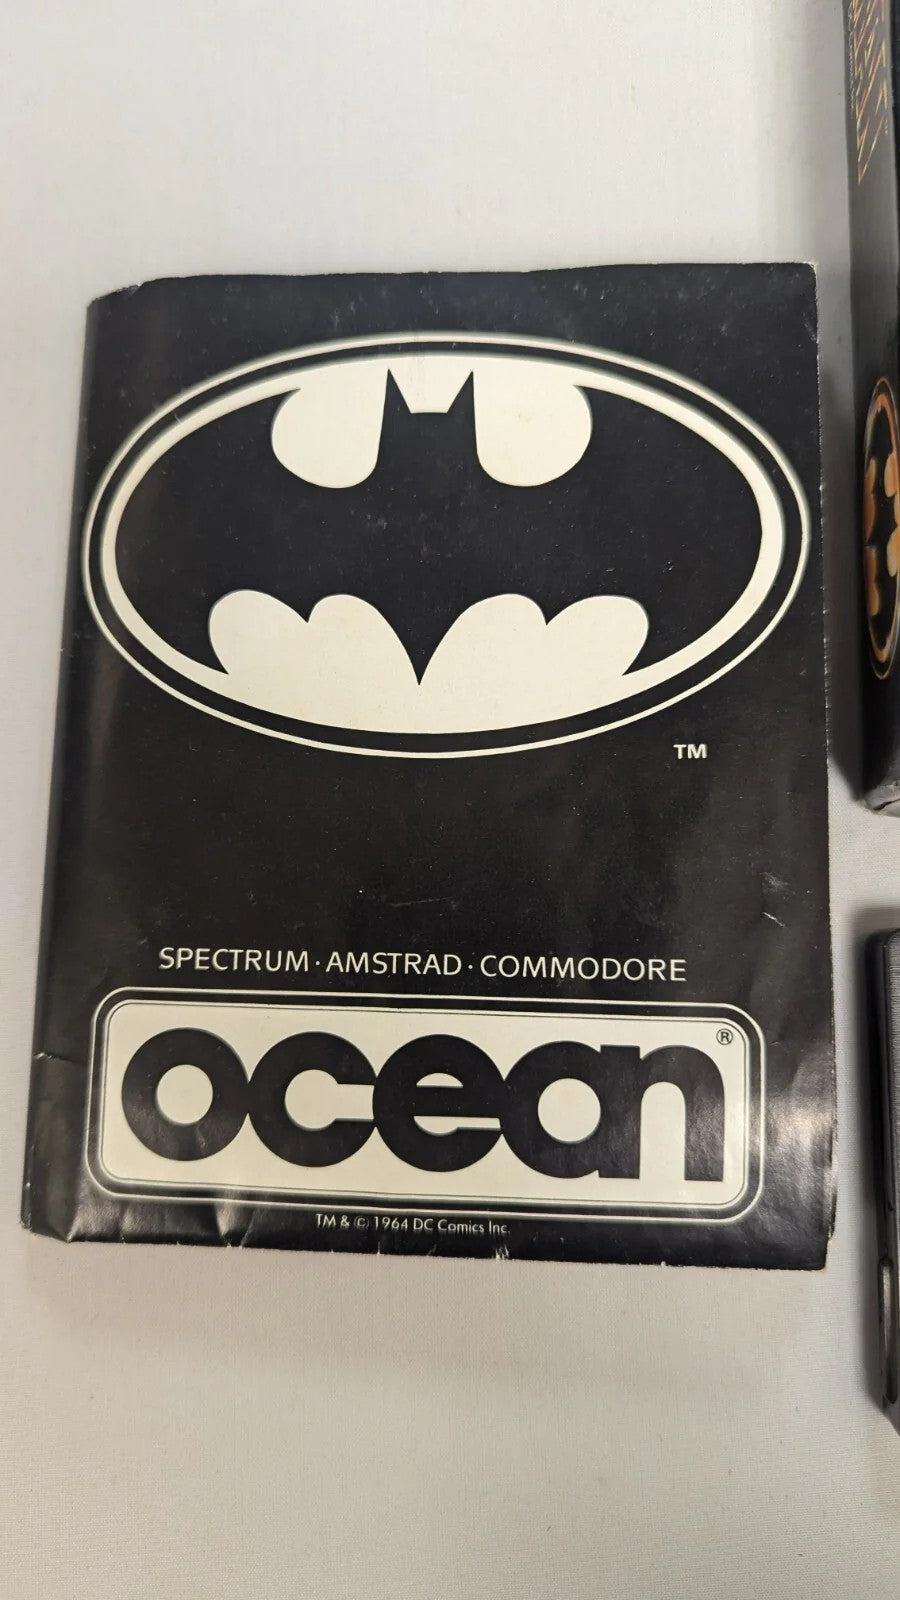 TM
SPECTRUM · AMSTRAD · COMMODORE
ocean®
TM & © 1964 DC Comics Inc.